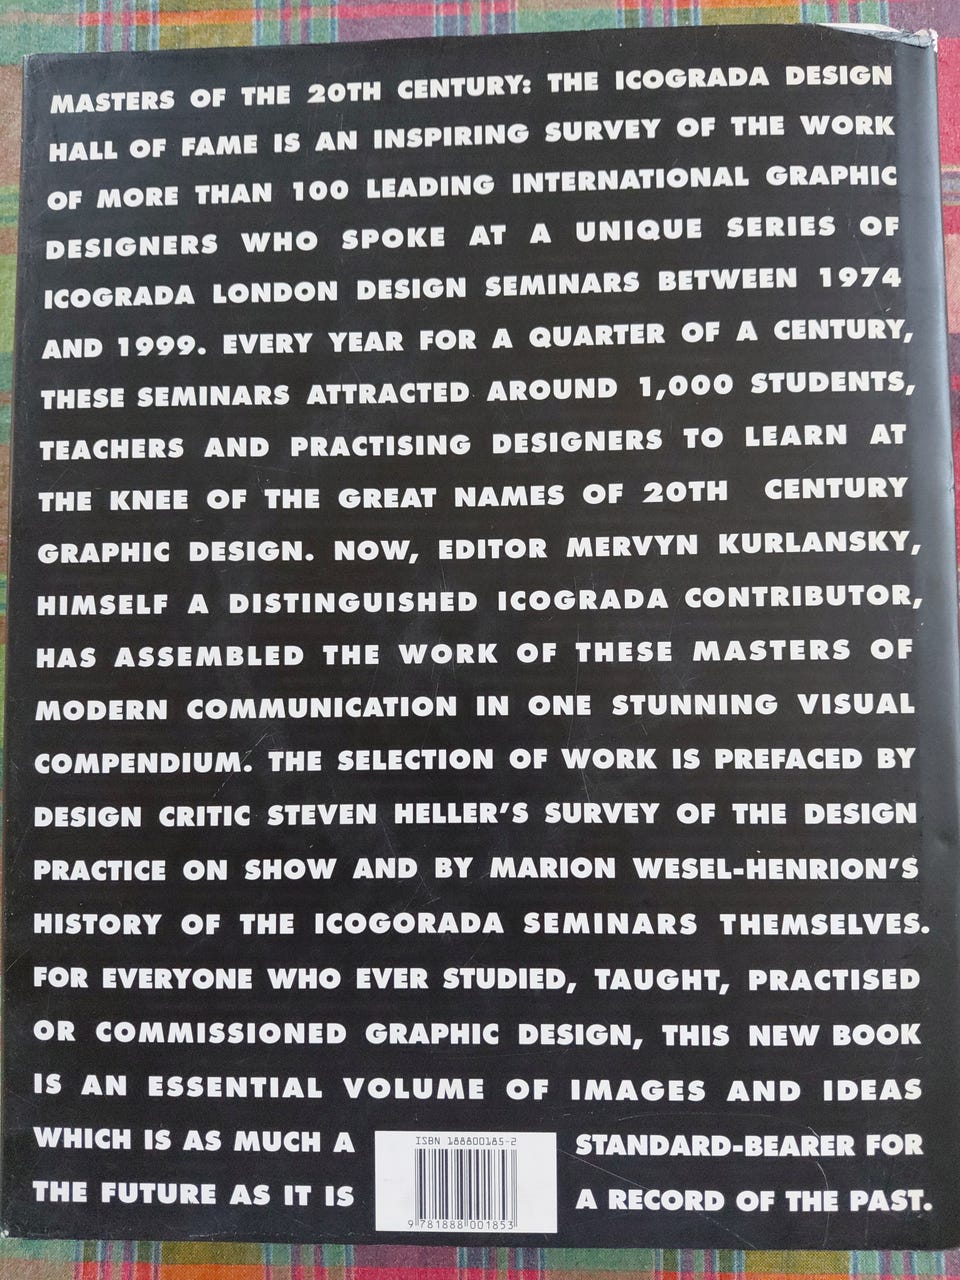 MASTERS OF THE 20TH CENTURY: THE ICOGRADA DESIGN
HALL OF FAME IS AN INSPIRING SURVEY OF THE WORK
OF MORE THAN 100 LEADING INTERNATIONAL GRAPHIC
DESIGNERS WHO SPOKE AT A UNIQUE SERIES OF
ICOGRADA LONDON DESIGN SEMINARS BETWEEN 1974
AND 1999. EVERY YEAR FOR A QUARTER OF A CENTURY,
THESE SEMINARS ATTRACTED AROUND 1,000 STUDENTS,
TEACHERS AND PRACTISING DESIGNERS TO LEARN AT
THE KNEE OF THE GREAT NAMES OF 20TH CENTURY
GRAPHIC DESIGN. NOW, EDITOR MERVYN KURLANSKY,
HIMSELF A DISTINGUISHED ICOGRADA CONTRIBUTOR,
HAS ASSEMBLED THE WORK OF THESE MASTERS OF
MODERN COMMUNICATION IN ONE STUNNING VISUAL
COMPENDIUM. THE SELECTION OF WORK IS PREFACED BY
DESIGN CRITIC STEVEN HELLER'S SURVEY OF THE DESIGN
PRACTICE ON SHOW AND BY MARION WESEL-HENRION'S
HISTORY OF THE ICOGORADA SEMINARS THEMSELVES.
FOR EVERYONE WHO EVER STUDIED, TAUGHT, PRACTISED
OR COMMISSIONED GRAPHIC DESIGN, THIS NEW BOOK
IS AN ESSENTIAL VOLUME OF IMAGES AND IDEAS
WHICH IS AS MUCH A STANDARD-BEARER FOR
THE FUTURE AS IT IS A RECORD OF THE PAST.
ISBN 188800185-2
9 781888 001853